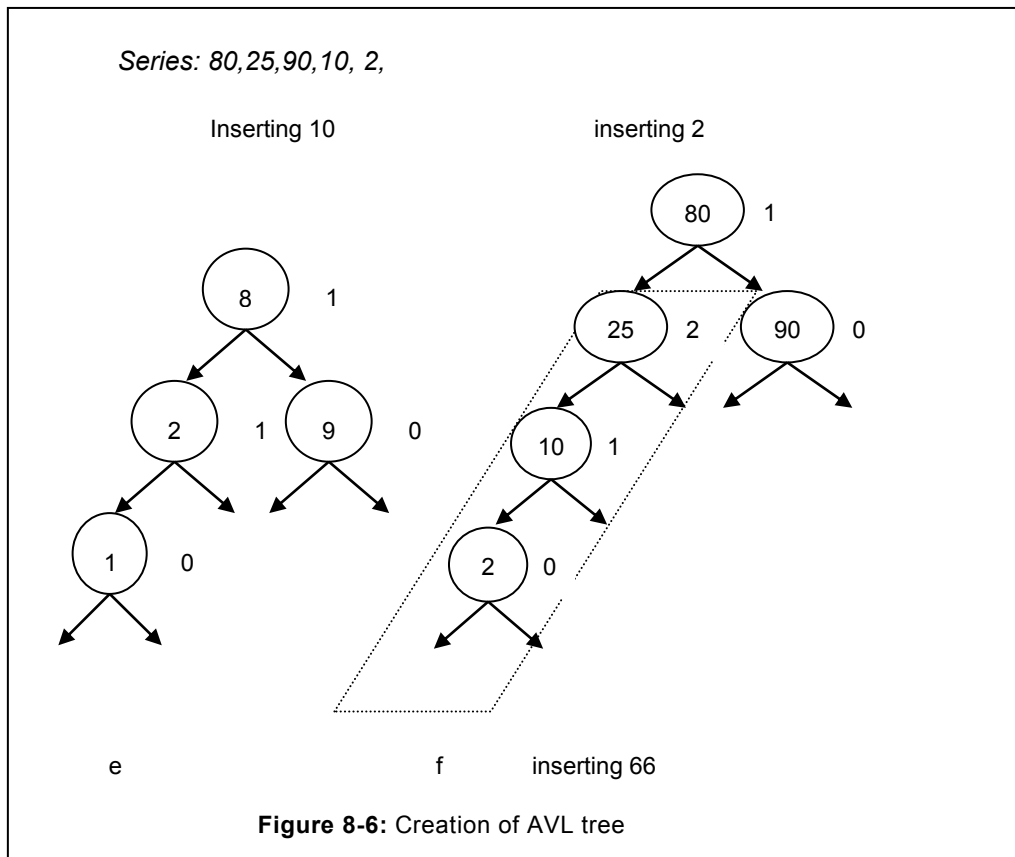 Series: 80,25,90,10, 2,
Inserting 10 inserting 2
80 1
8 1
25 2 90 0
2 1 9 0
10 1
1 0
2 0
e f inserting 66
Figure 8-6: Creation of AVL tree